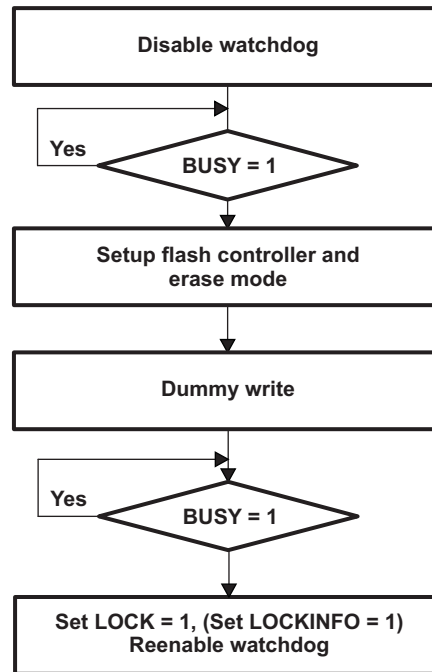 Disable watchdog
Yes
BUSY = 1
Setup flash controller and
erase mode
Dummy write
Yes
BUSY = 1
Set LOCK = 1, (Set LOCKINFO = 1)
Reenable watchdog